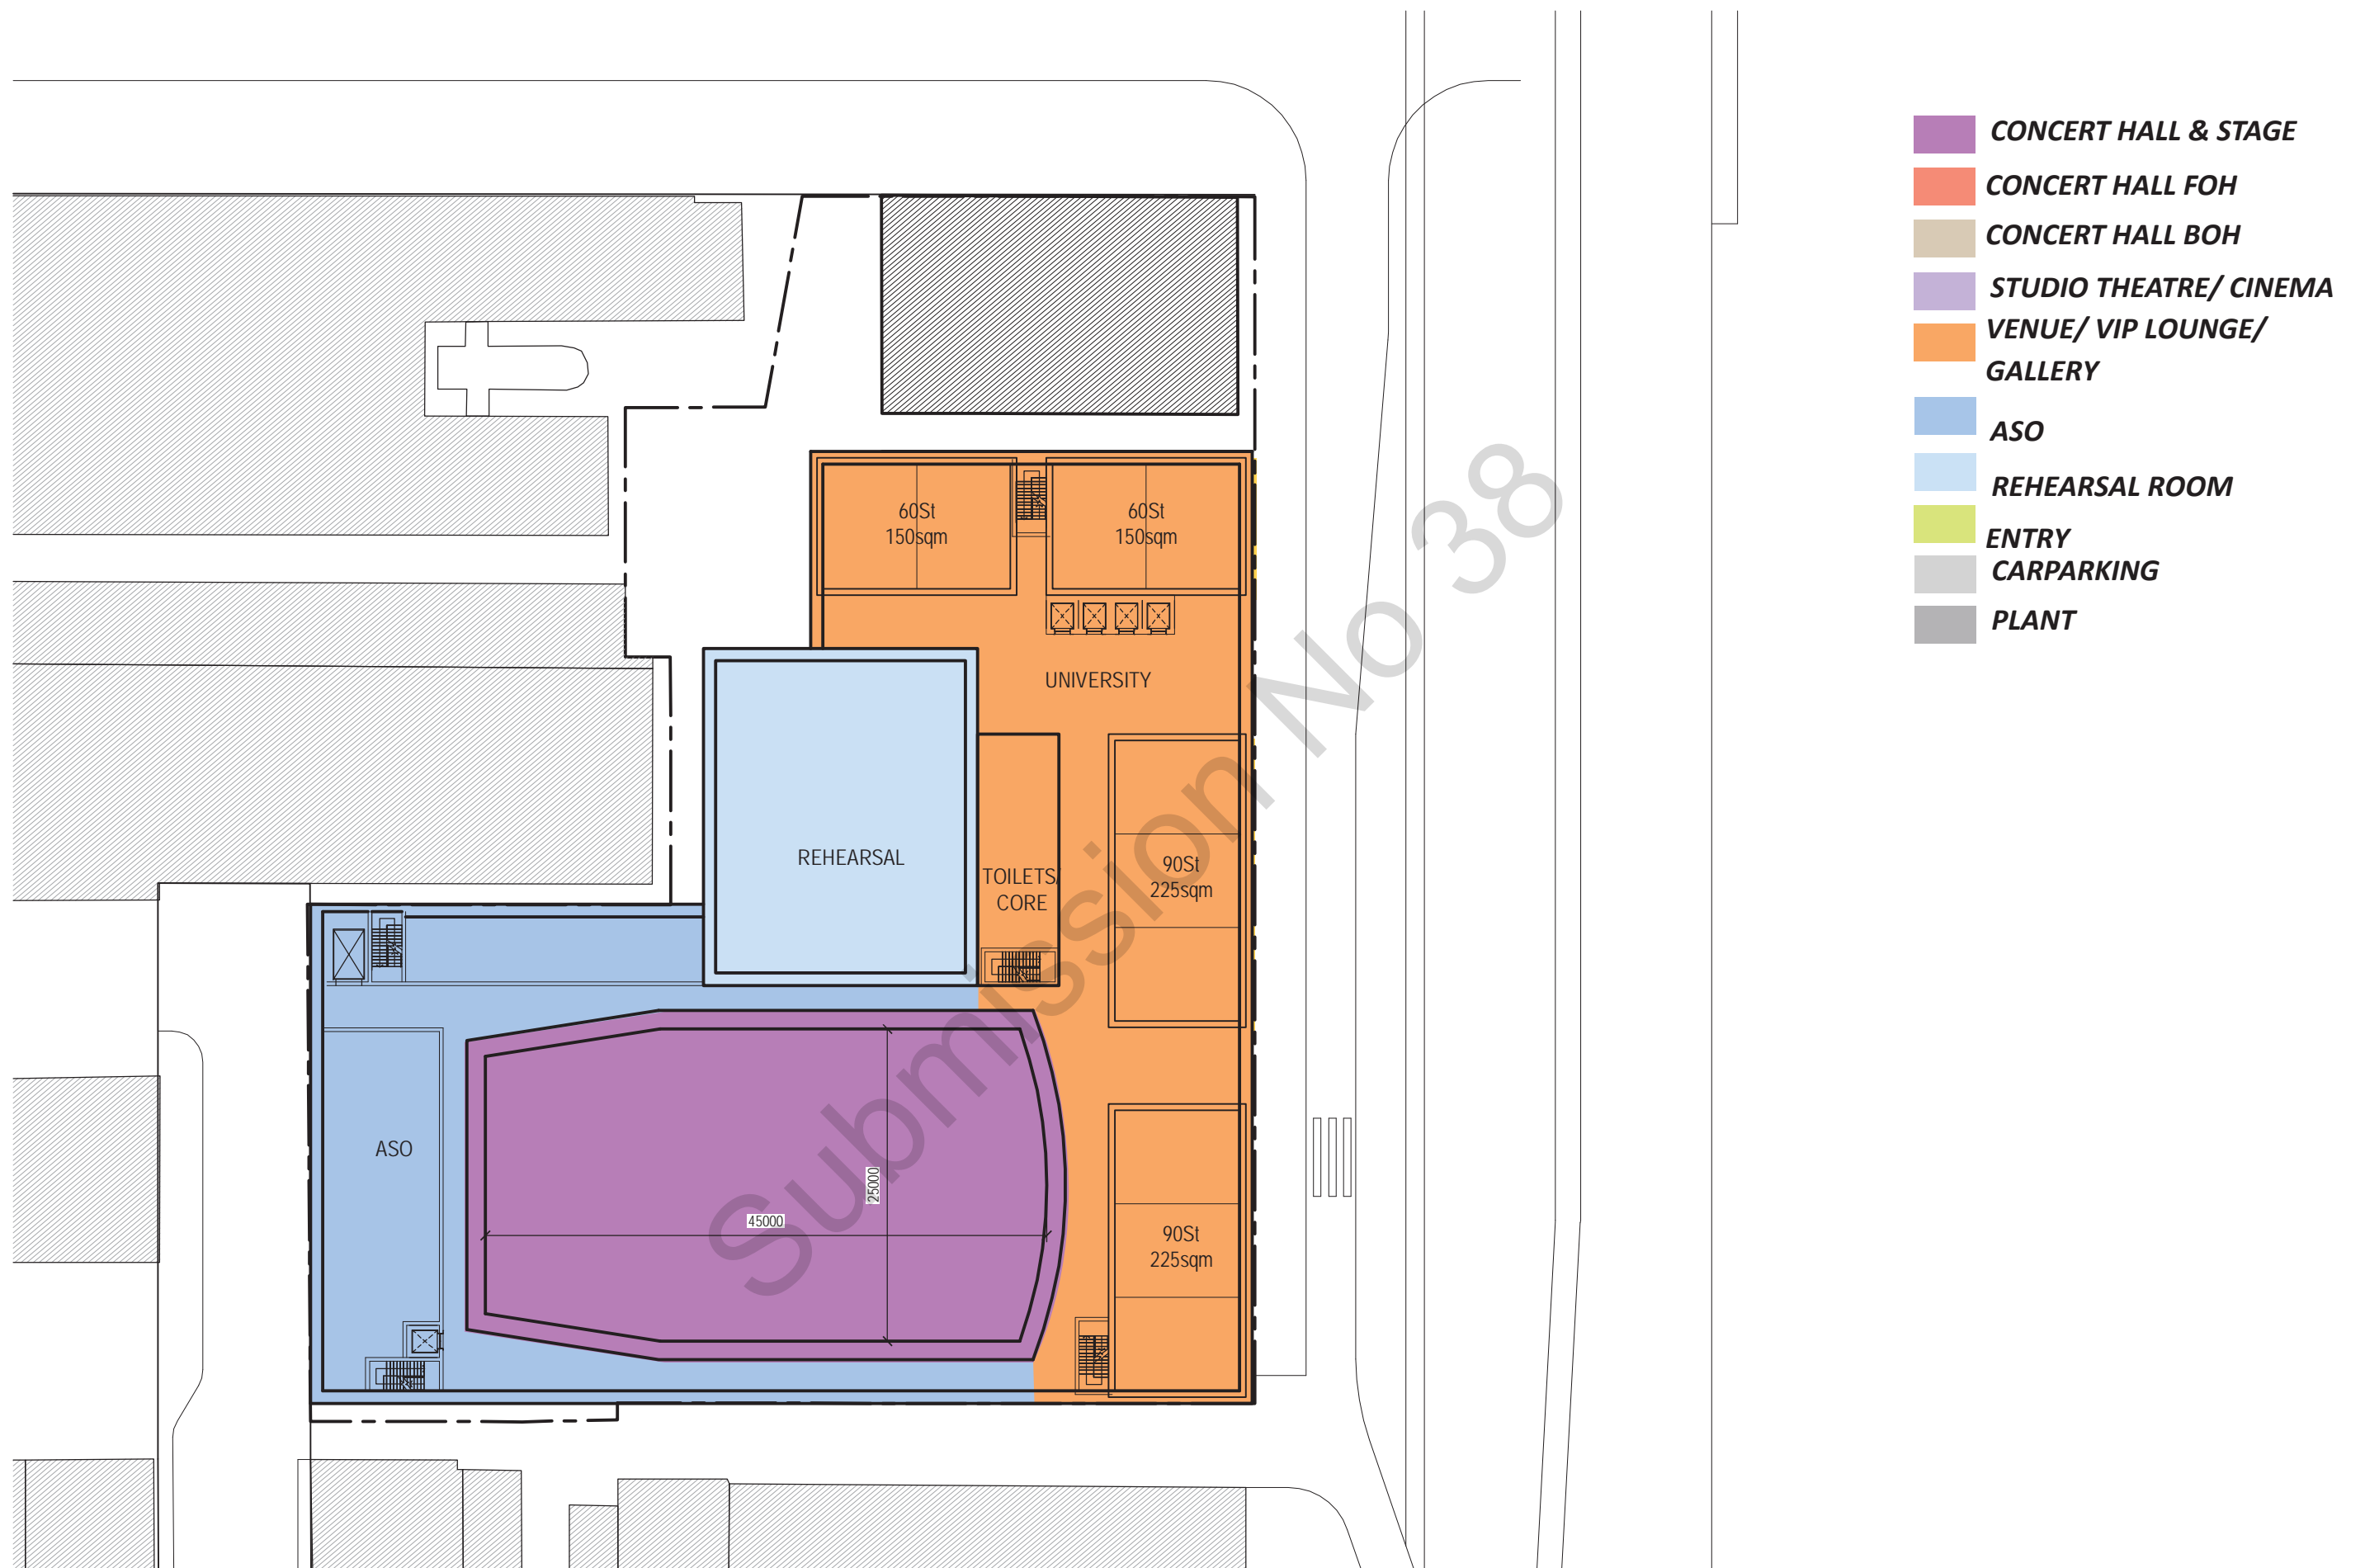 CONCERT HALL & STAGE
CONCERT HALL FOH
CONCERT HALL BOH
STUDIO THEATRE/ CINEMA
VENUE/ VIP LOUNGE/
GALLERY
ASO
REHEARSAL ROOM
ENTRY
CARPARKING
PLANT
60St
150sqm
60St
150sqm
UNIVERSITY
REHEARSAL
TOILETS/
CORE
90St
225sqm
ASO
25000
45000
90St
225sqm
Submission No 38